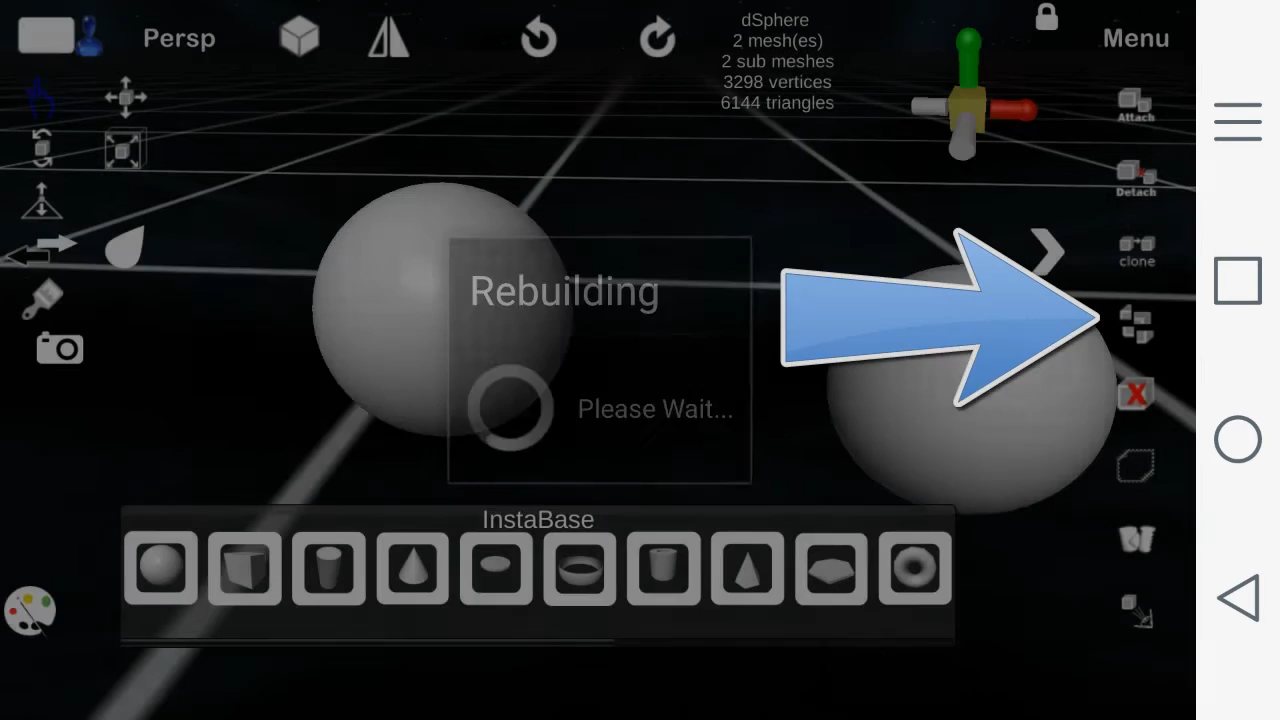 Persp
dSphere
2 mesh(es)
2 sub meshes
3298 vertices
6144 triangles
Menu
Attach
Detach
clone
Rebuilding
Please Wait...
InstaBase